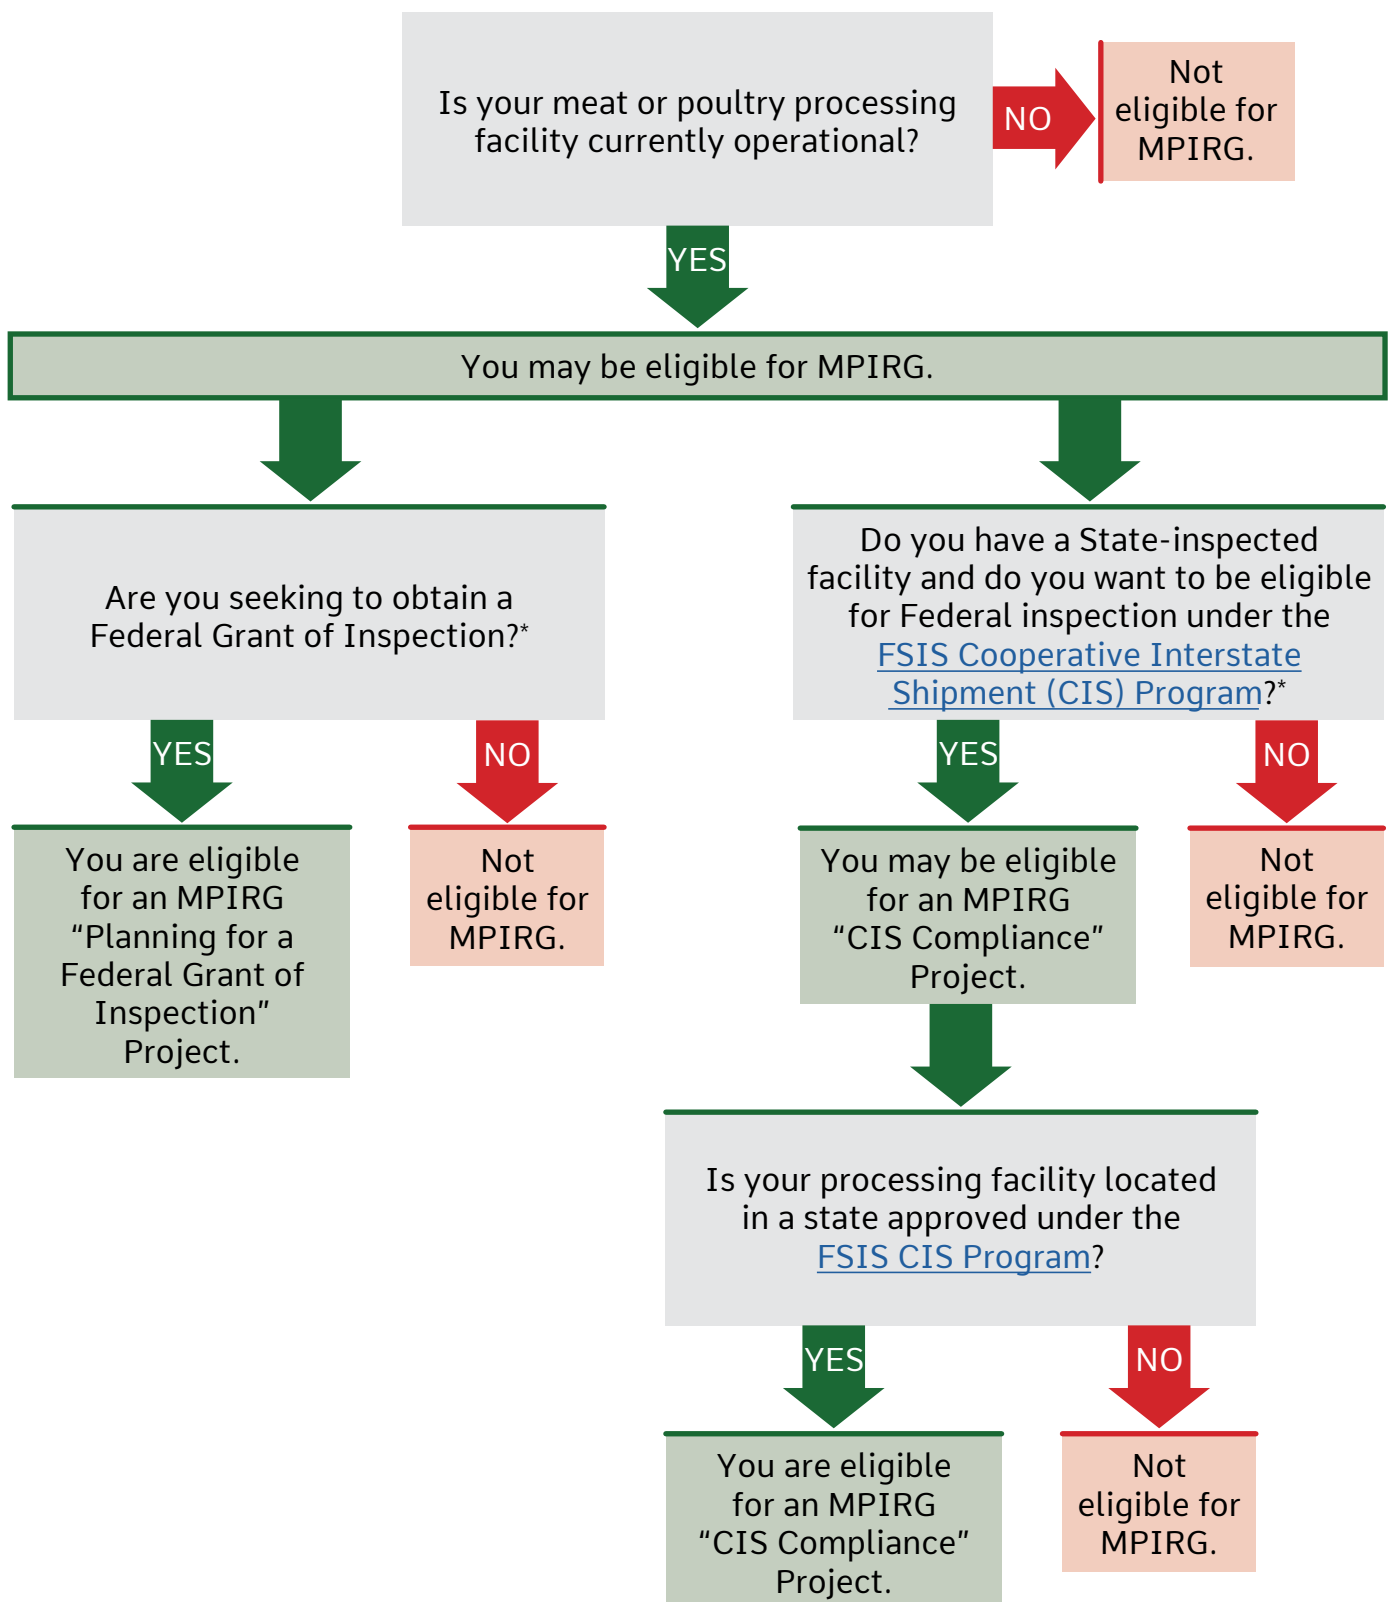 Is your meat or poultry processing
facility currently operational?
NO
Not
eligible for
MPIRG.
YES
You may be eligible for MPIRG.
Are you seeking to obtain a
Federal Grant of Inspection?*
YES
NO
You are eligible
for an MPIRG
“Planning for a
Federal Grant of
Inspection”
Project.
Not
eligible for
MPIRG.
Do you have a State-inspected
facility and do you want to be eligible
for Federal inspection under the
FSIS Cooperative Interstate
Shipment (CIS) Program?*
YES
NO
You may be eligible
for an MPIRG
“CIS Compliance”
Project.
Not
eligible for
MPIRG.
Is your processing facility located
in a state approved under the
FSIS CIS Program?
YES
NO
You are eligible
for an MPIRG
“CIS Compliance”
Project.
Not
eligible for
MPIRG.